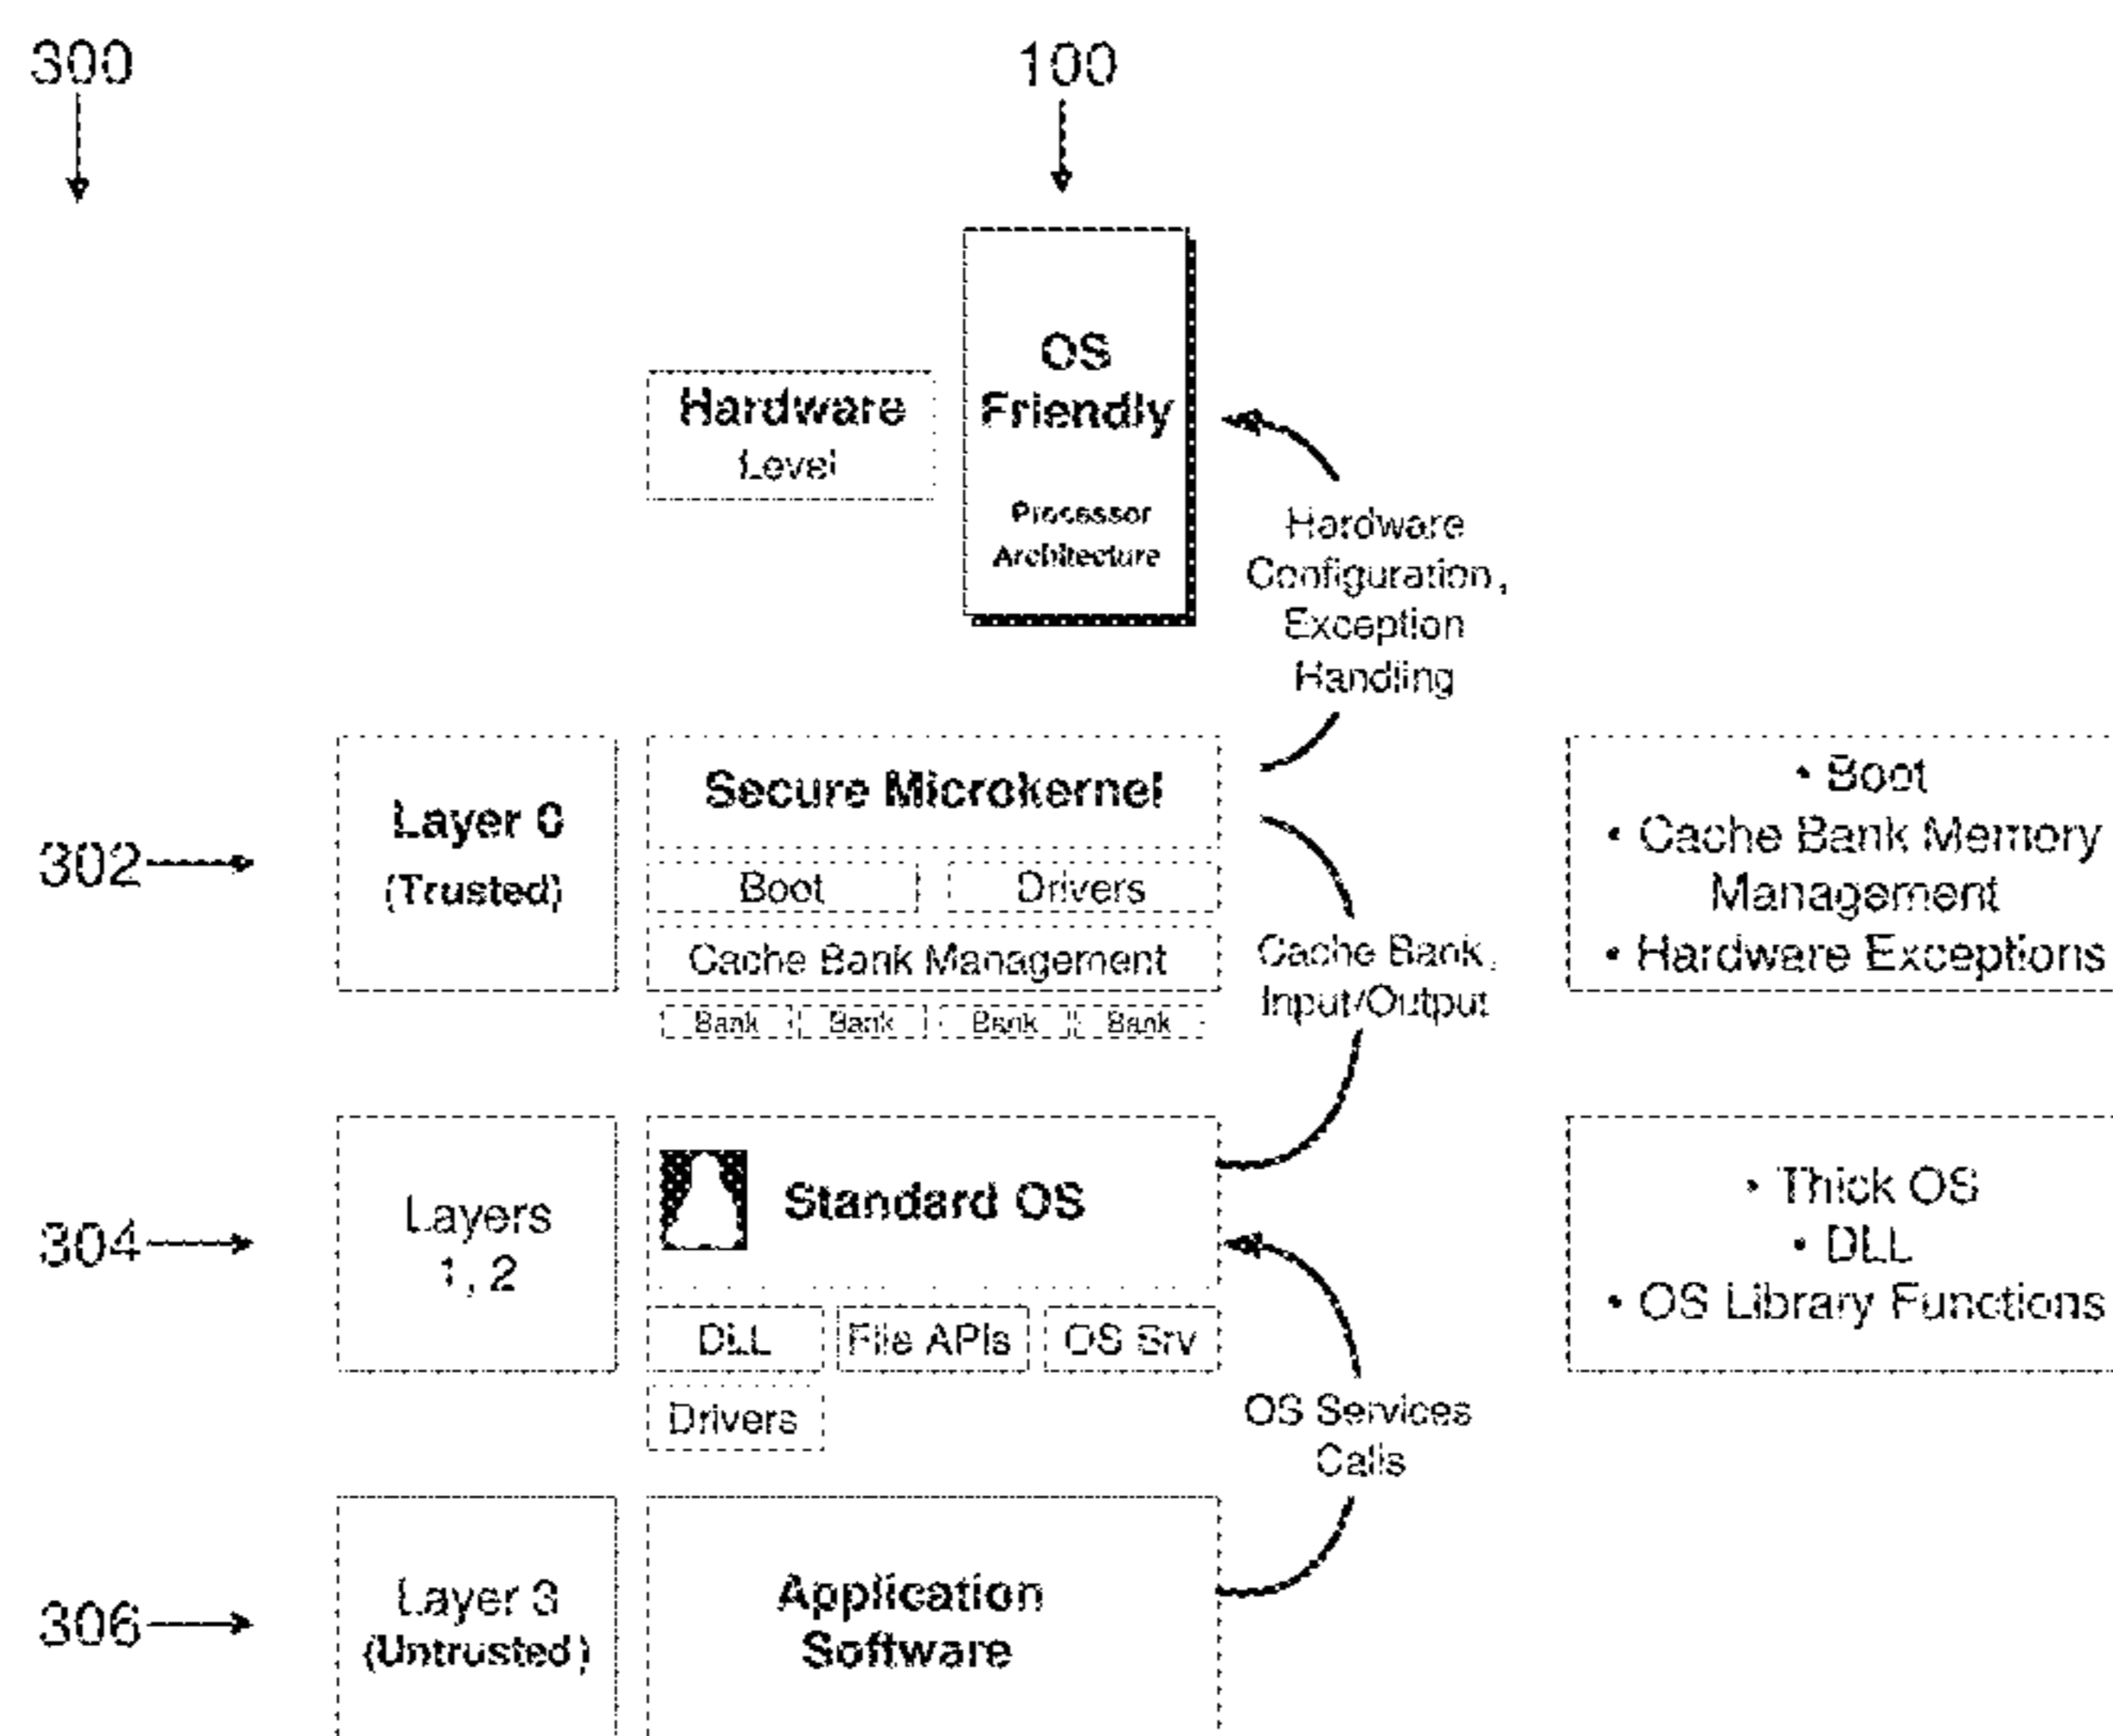 300
100
OS
Friendly
Processor
Architecture
Hardware
Level
Hardware
Configuration,
Exception
Handling
302
Layer 0
(Trusted)
Secure Microkernel
Boot
Drivers
Cache Bank Management
Bank
Bank
Bank
Bank
Cache Bank,
Input/Output
• Boot
• Cache Bank Memory
Management
• Hardware Exceptions
304
Layers
1, 2
Standard OS
DLL
File APIs
OS Srv
Drivers
OS Services
Calls
• Thick OS
• DLL
• OS Library Functions
306
Layer 3
(Untrusted)
Application
Software